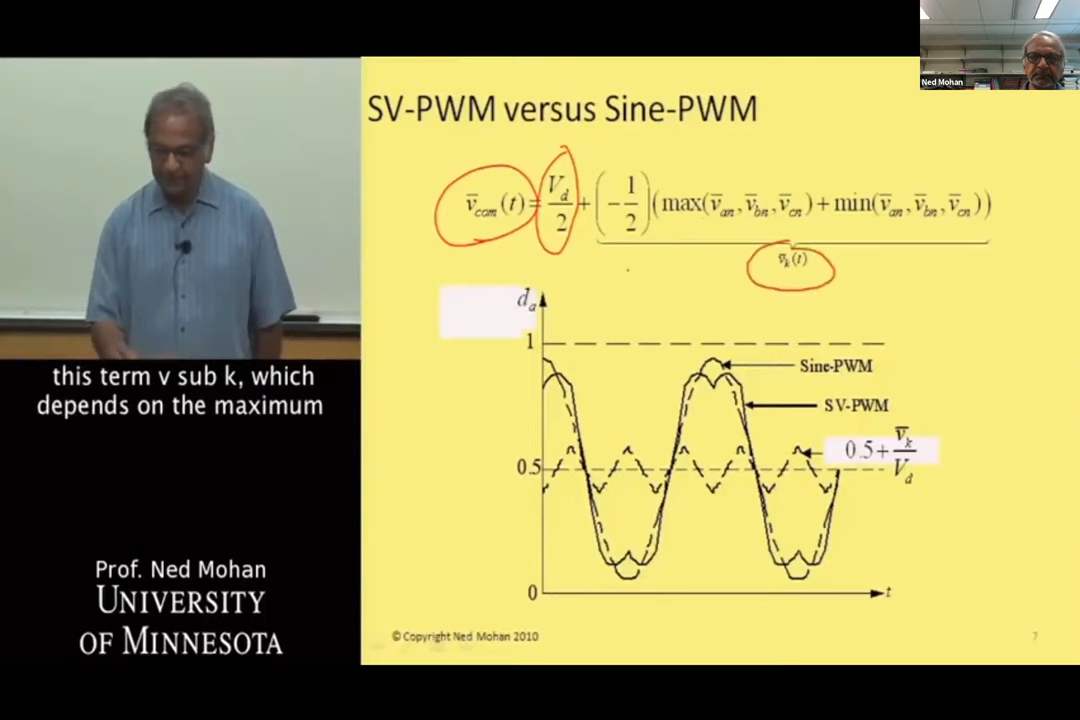 Ned Mohan
SV-PWM versus Sine-PWM
v̄com(t) = Vd/2 + (-1/2)(max(v̄an, v̄bn, v̄cn) + min(v̄an, v̄bn, v̄cn))
v̄k(t)
da
1
Sine-PWM
SV-PWM
0.5+ v̄k/Vd
0.5
0
t
this term v sub k, which
depends on the maximum
Prof. Ned Mohan
UNIVERSITY
OF MINNESOTA
© Copyright Ned Mohan 2010
7